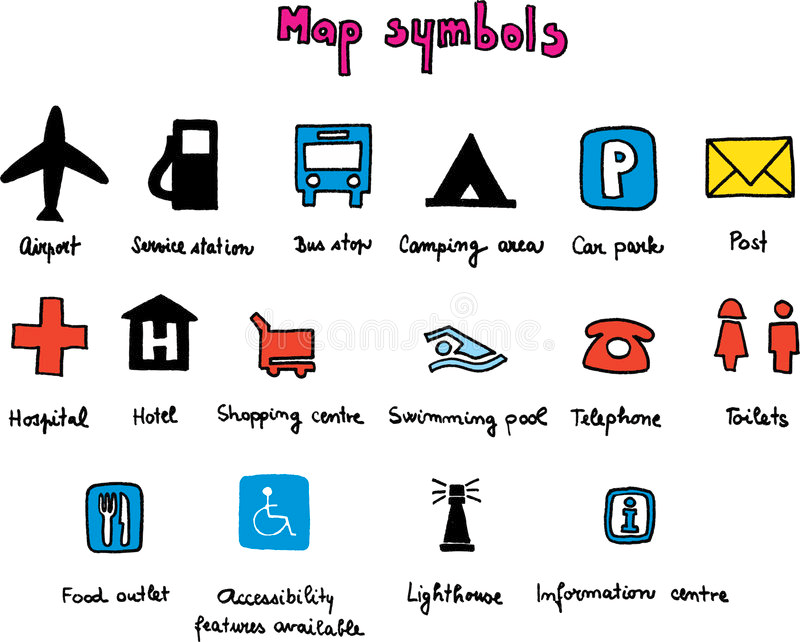 Map symbols
P
Airport Service station Bus stop Camping area Car park Post
H
dreamstime
Hospital Hotel Shopping centre Swimming pool Telephone Toilets
i
Food outlet Accessibility features available Lighthouse Information centre